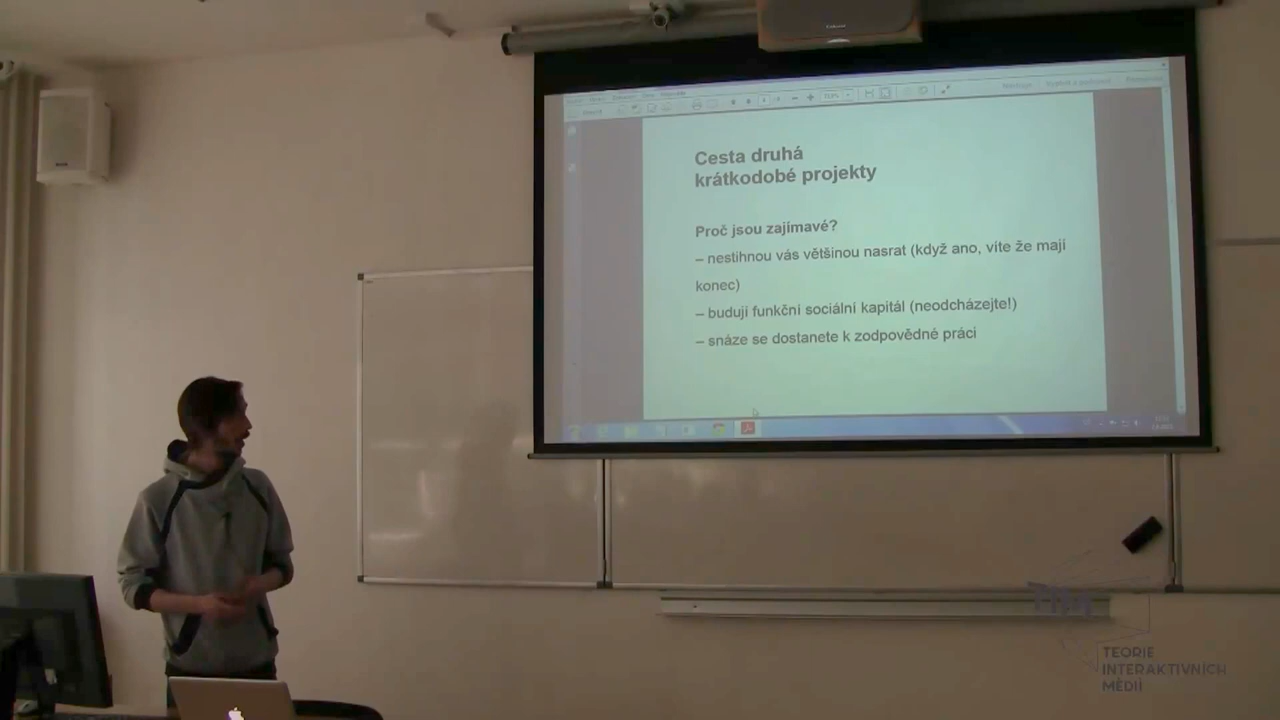 Cesta druhá
krátkodobé projekty
Proč jsou zajímavé?
– nestihnou vás většinou nasrat (když ano, víte že mají
konec)
– budují funkční sociální kapitál (neodcházejte!)
– snáze se dostanete k zodpovědné práci
TIM
TEORIE
INTERAKTIVNÍCH
MÉDIÍ